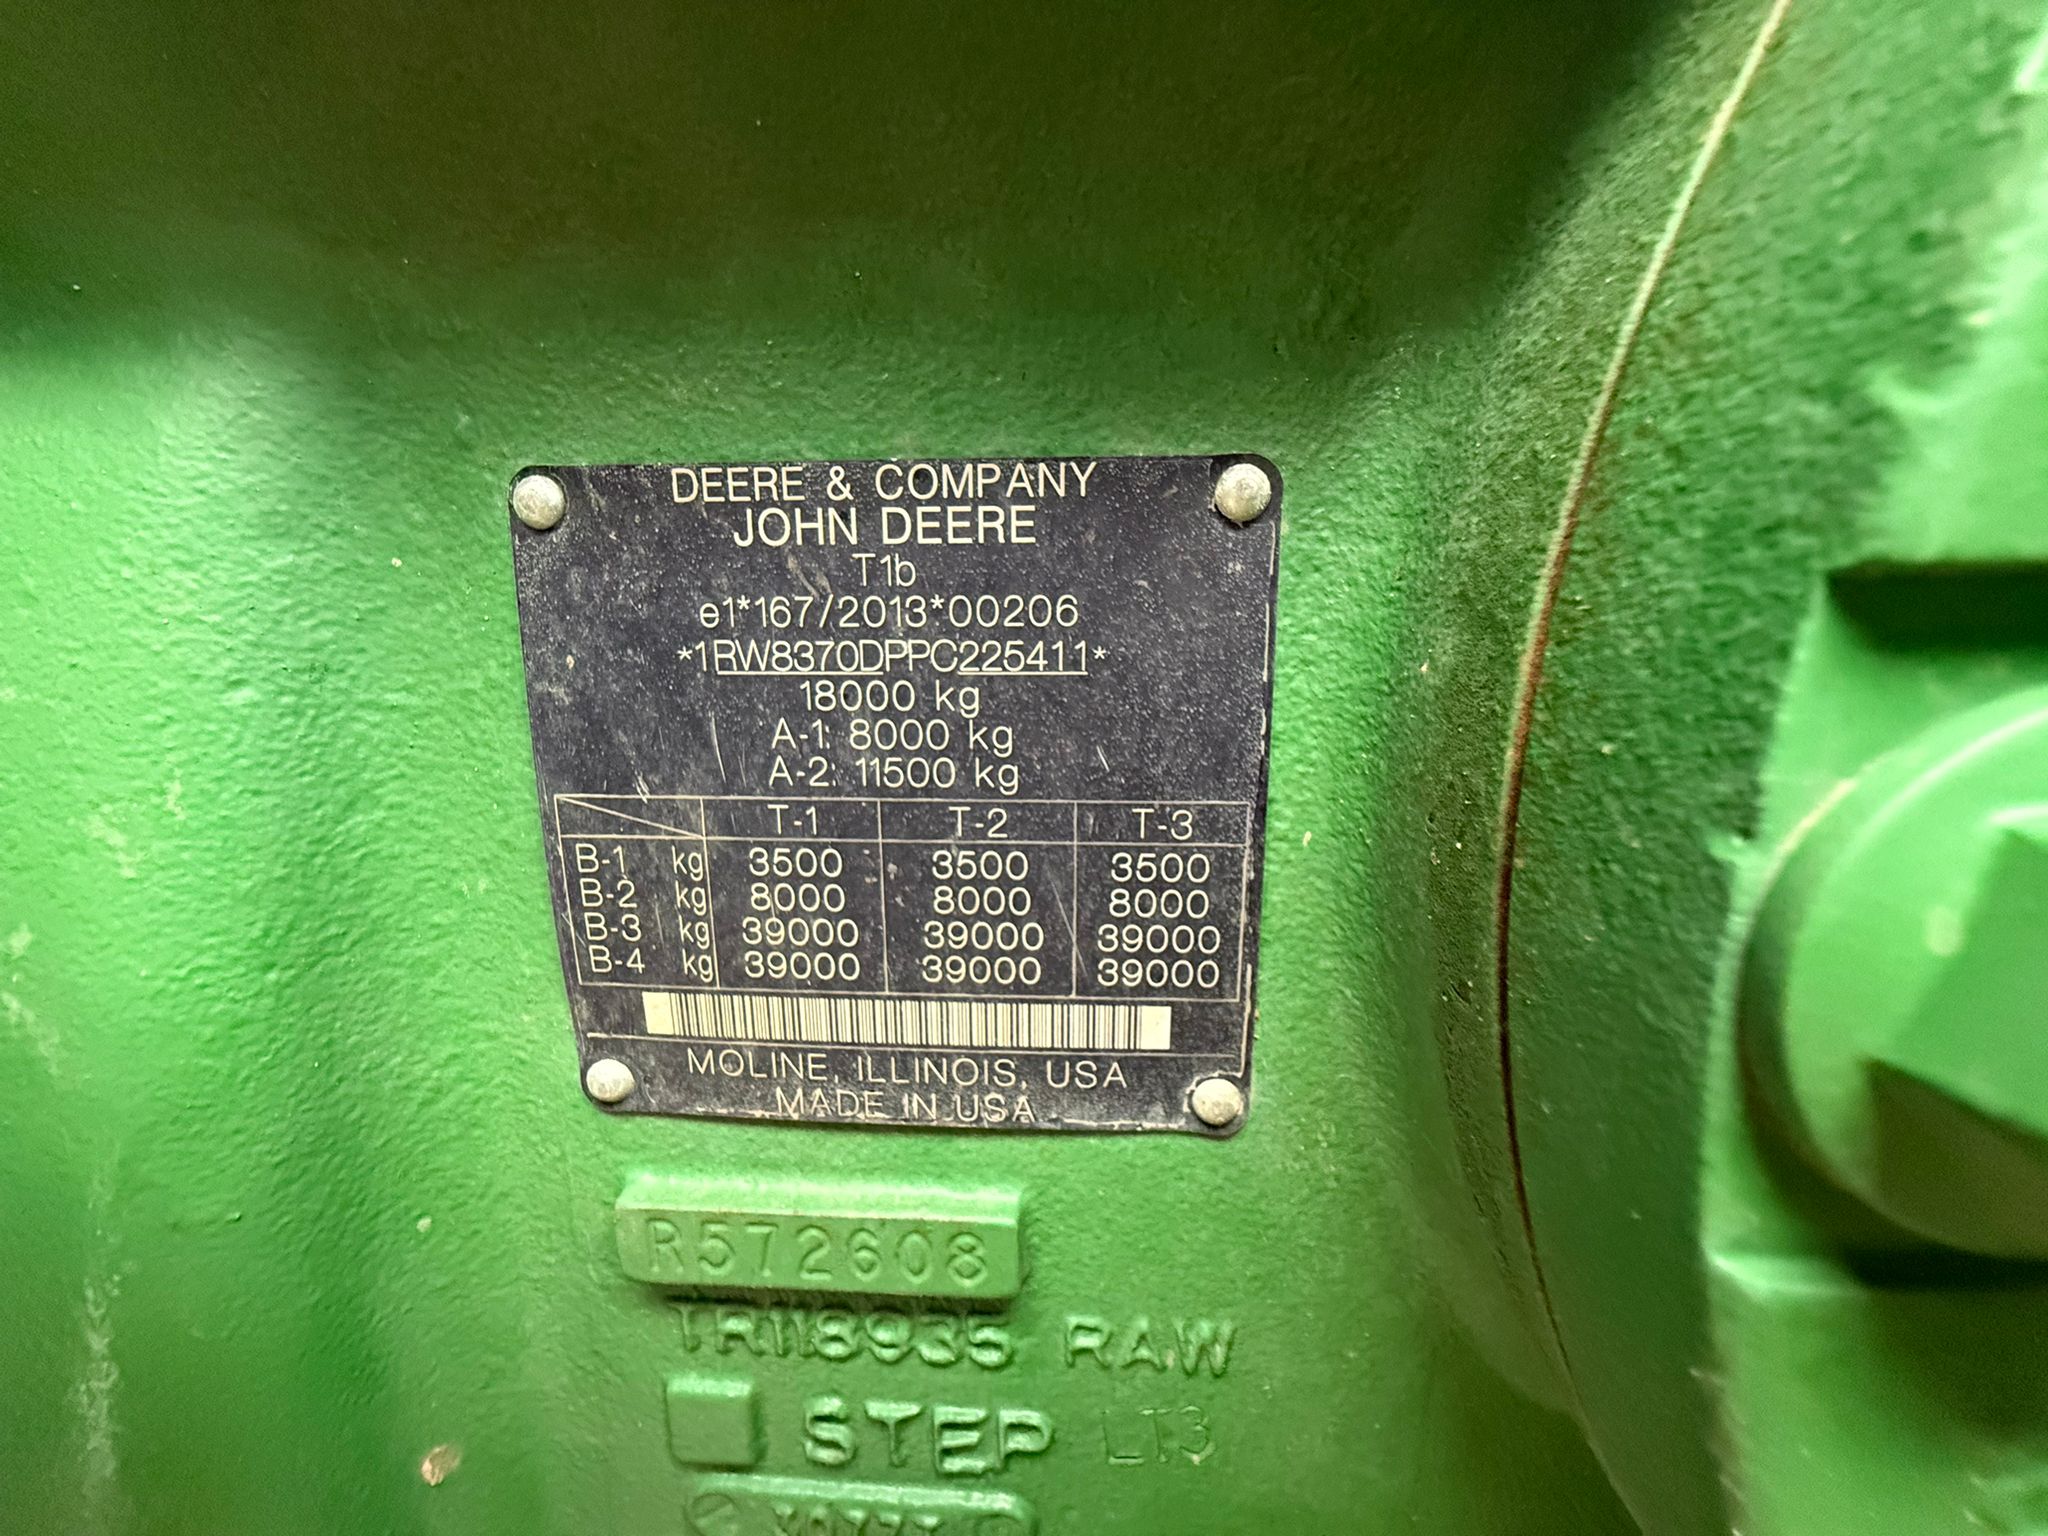 DEERE & COMPANY
JOHN DEERE
T1b
e1*167/2013*00206
*1RW8370DPPC225411*
18000 kg
A-1: 8000 kg
A-2: 11500 kg
T-1 T-2 T-3
B-1 kg 3500 3500 3500
B-2 kg 8000 8000 8000
B-3 kg 39000 39000 39000
B-4 kg 39000 39000 39000
MOLINE, ILLINOIS, USA
MADE IN USA
R572608
TR118935 RAW
STEP LT3